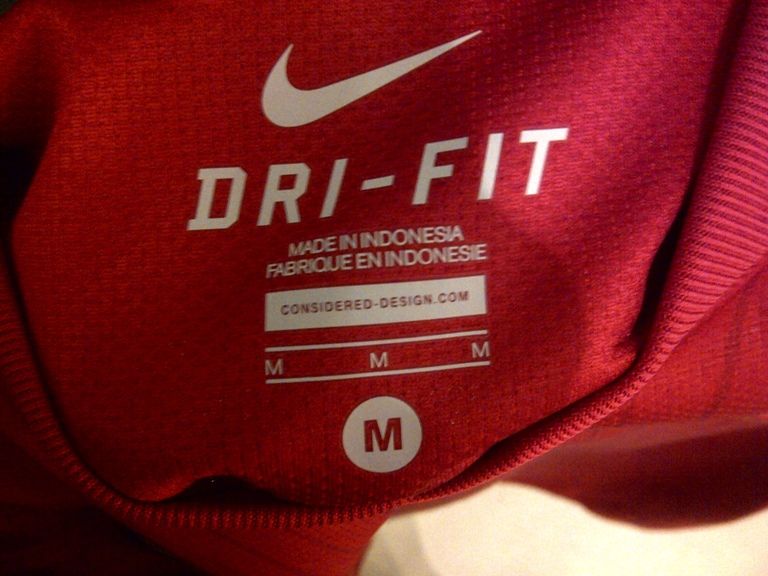 DRI-FIT
MADE IN INDONESIA
FABRIQUE EN INDONESIE
CONSIDERED-DESIGN.COM
M M M
M